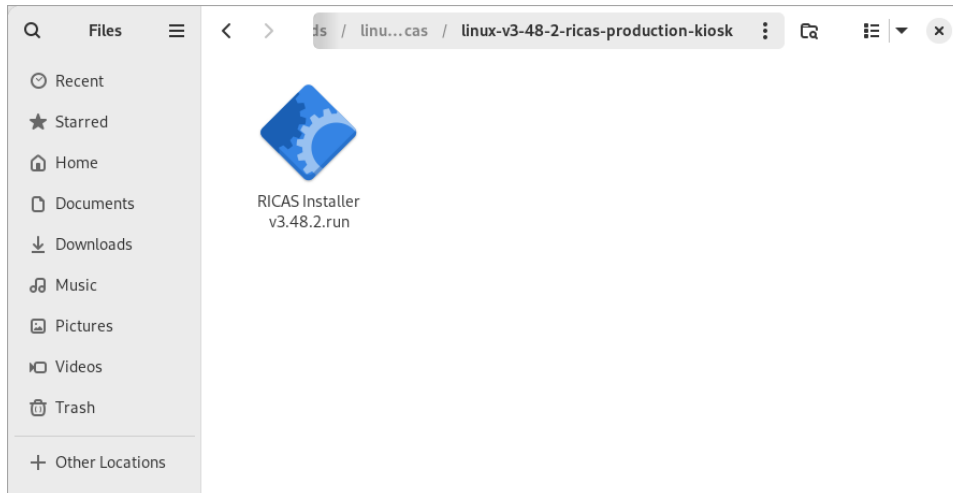 Files
ds / linu...cas / linux-v3-48-2-ricas-production-kiosk
Recent
Starred
Home
Documents
Downloads
Music
Pictures
Videos
Trash
Other Locations
RICAS Installer
v3.48.2.run